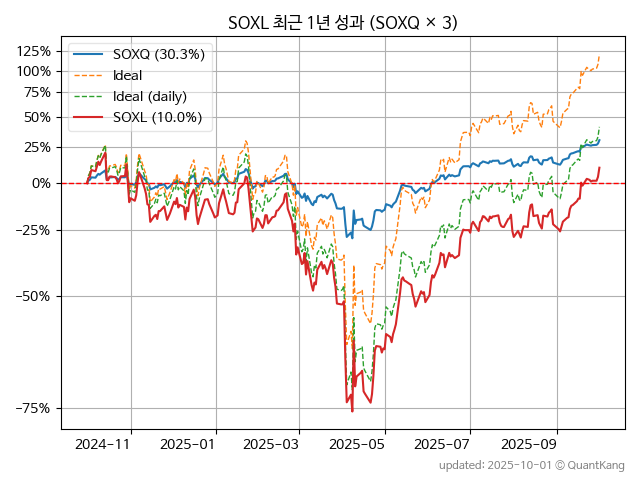 SOXL 최근 1년 성과 (SOXQ × 3)
SOXQ (30.3%)
Ideal
Ideal (daily)
SOXL (10.0%)
125%
100%
75%
50%
25%
0%
−25%
−50%
−75%
2024−11 2025−01 2025−03 2025−05 2025−07 2025−09
updated: 2025-10-01 © QuantKang